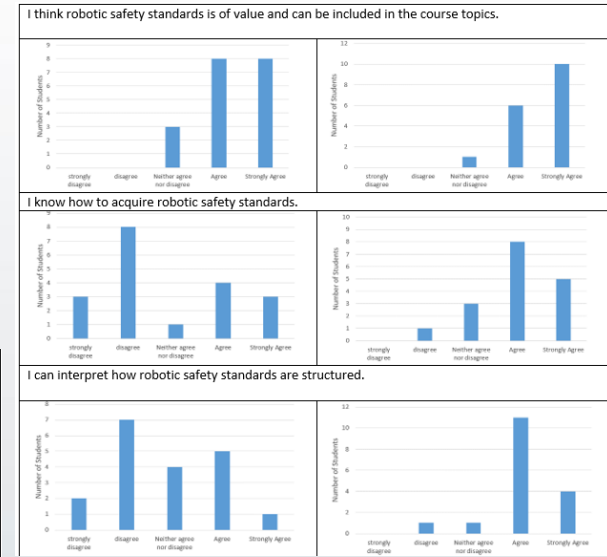 I think robotic safety standards is of value and can be included in the course topics.
9
8
7
6
5
4
3
2
1
0
Number of Students
strongly disagree
disagree
Neither agree nor disagree
Agree
Strongly Agree
12
10
8
6
4
2
0
Number of Students
strongly disagree
disagree
Neither agree nor disagree
Agree
Strongly Agree
I know how to acquire robotic safety standards.
9
8
7
6
5
4
3
2
1
0
Number of Students
strongly disagree
disagree
Neither agree nor disagree
Agree
Strongly Agree
10
9
8
7
6
5
4
3
2
1
0
Number of Students
strongly disagree
disagree
Neither agree nor disagree
Agree
Strongly Agree
I can interpret how robotic safety standards are structured.
8
7
6
5
4
3
2
1
0
Number of Students
strongly disagree
disagree
Neither agree nor disagree
Agree
Strongly Agree
12
10
8
6
4
2
0
Number of Students
strongly disagree
disagree
Neither agree nor disagree
Agree
Strongly Agree